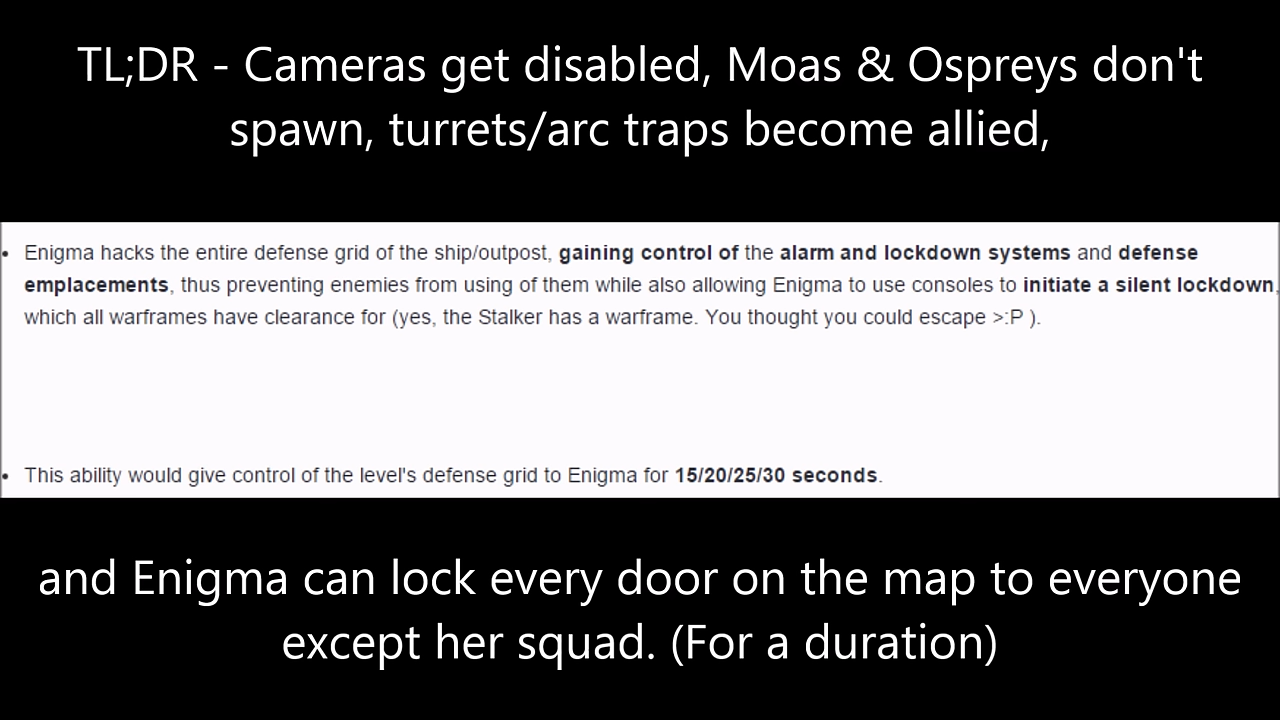 TL;DR - Cameras get disabled, Moas & Ospreys don't
spawn, turrets/arc traps become allied,
• Enigma hacks the entire defense grid of the ship/outpost, gaining control of the alarm and lockdown systems and defense
emplacements, thus preventing enemies from using of them while also allowing Enigma to use consoles to initiate a silent lockdown,
which all warframes have clearance for (yes, the Stalker has a warframe. You thought you could escape >:P ).
• This ability would give control of the level's defense grid to Enigma for 15/20/25/30 seconds.
and Enigma can lock every door on the map to everyone
except her squad. (For a duration)